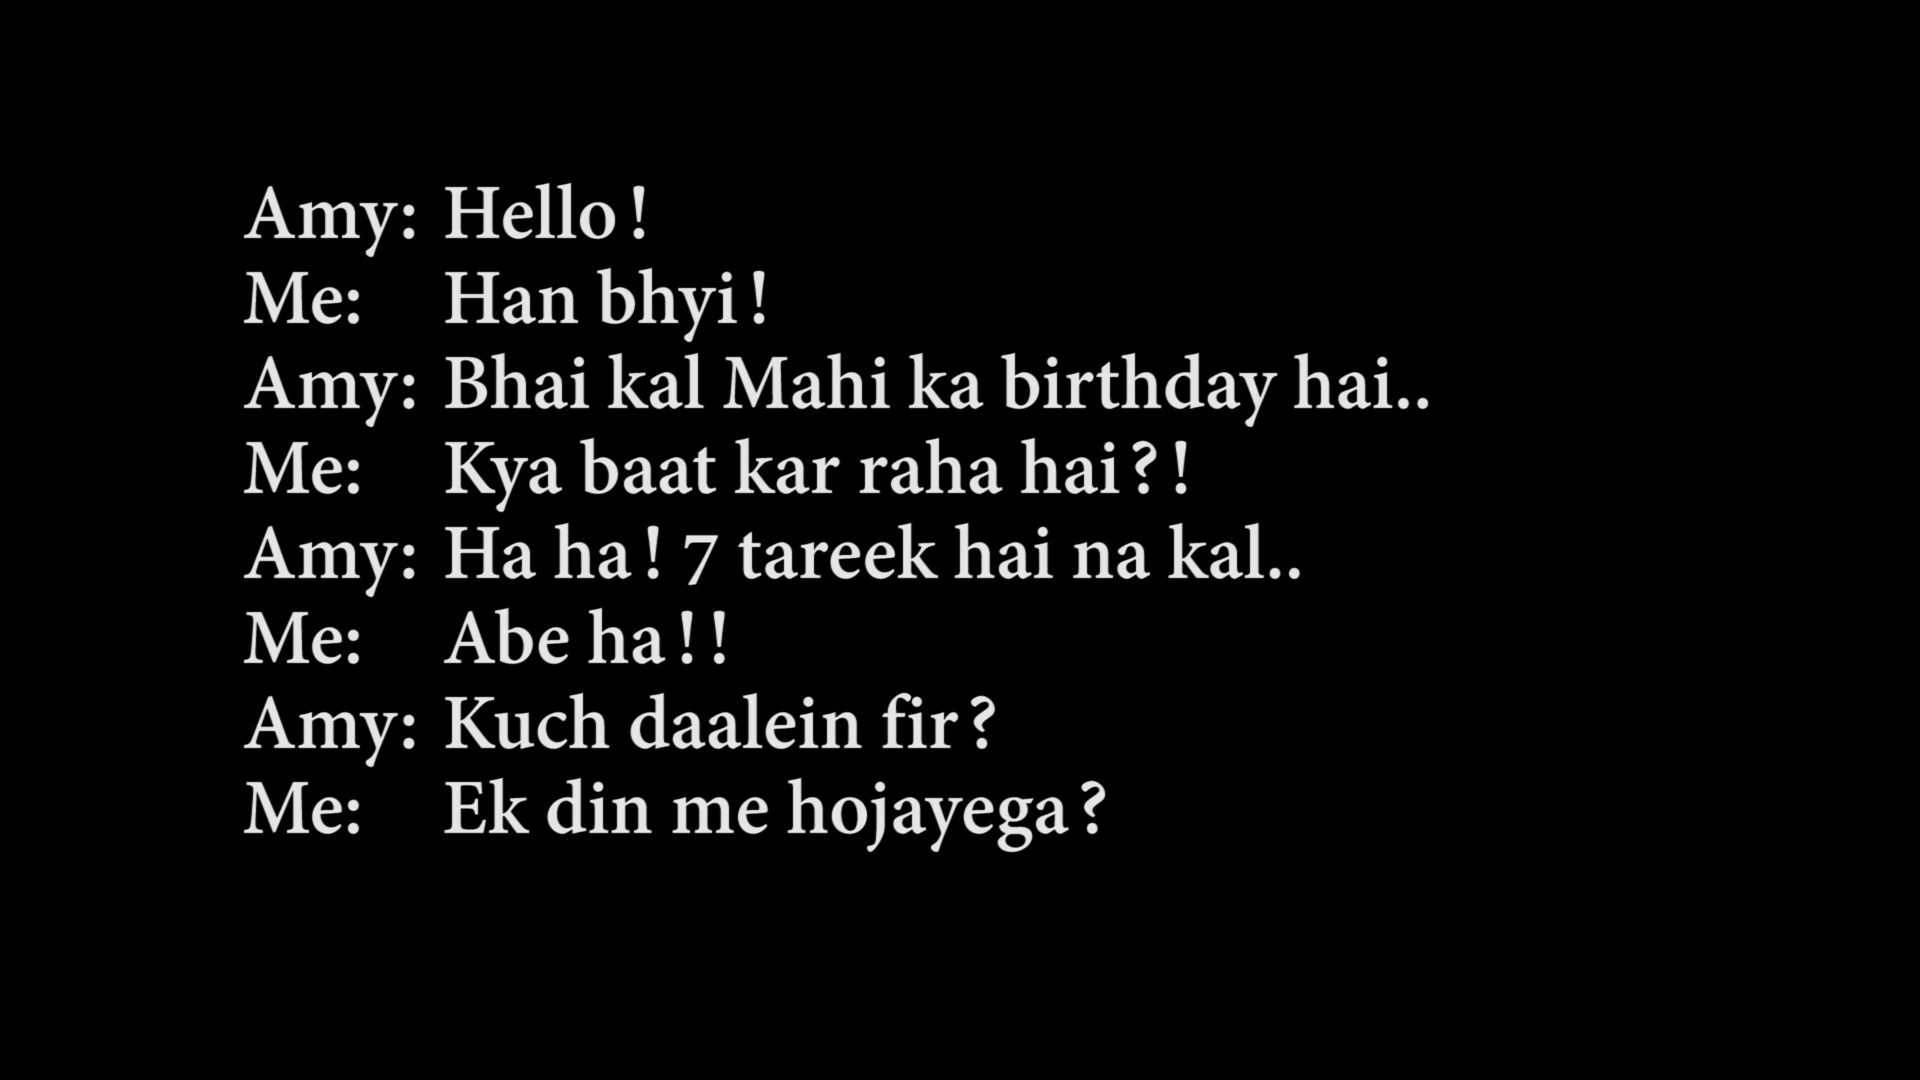 Amy: Hello!
Me: Han bhyi!
Amy: Bhai kal Mahi ka birthday hai..
Me: Kya baat kar raha hai?!
Amy: Ha ha! 7 tareek hai na kal..
Me: Abe ha!!
Amy: Kuch daalein fir?
Me: Ek din me hojayega?